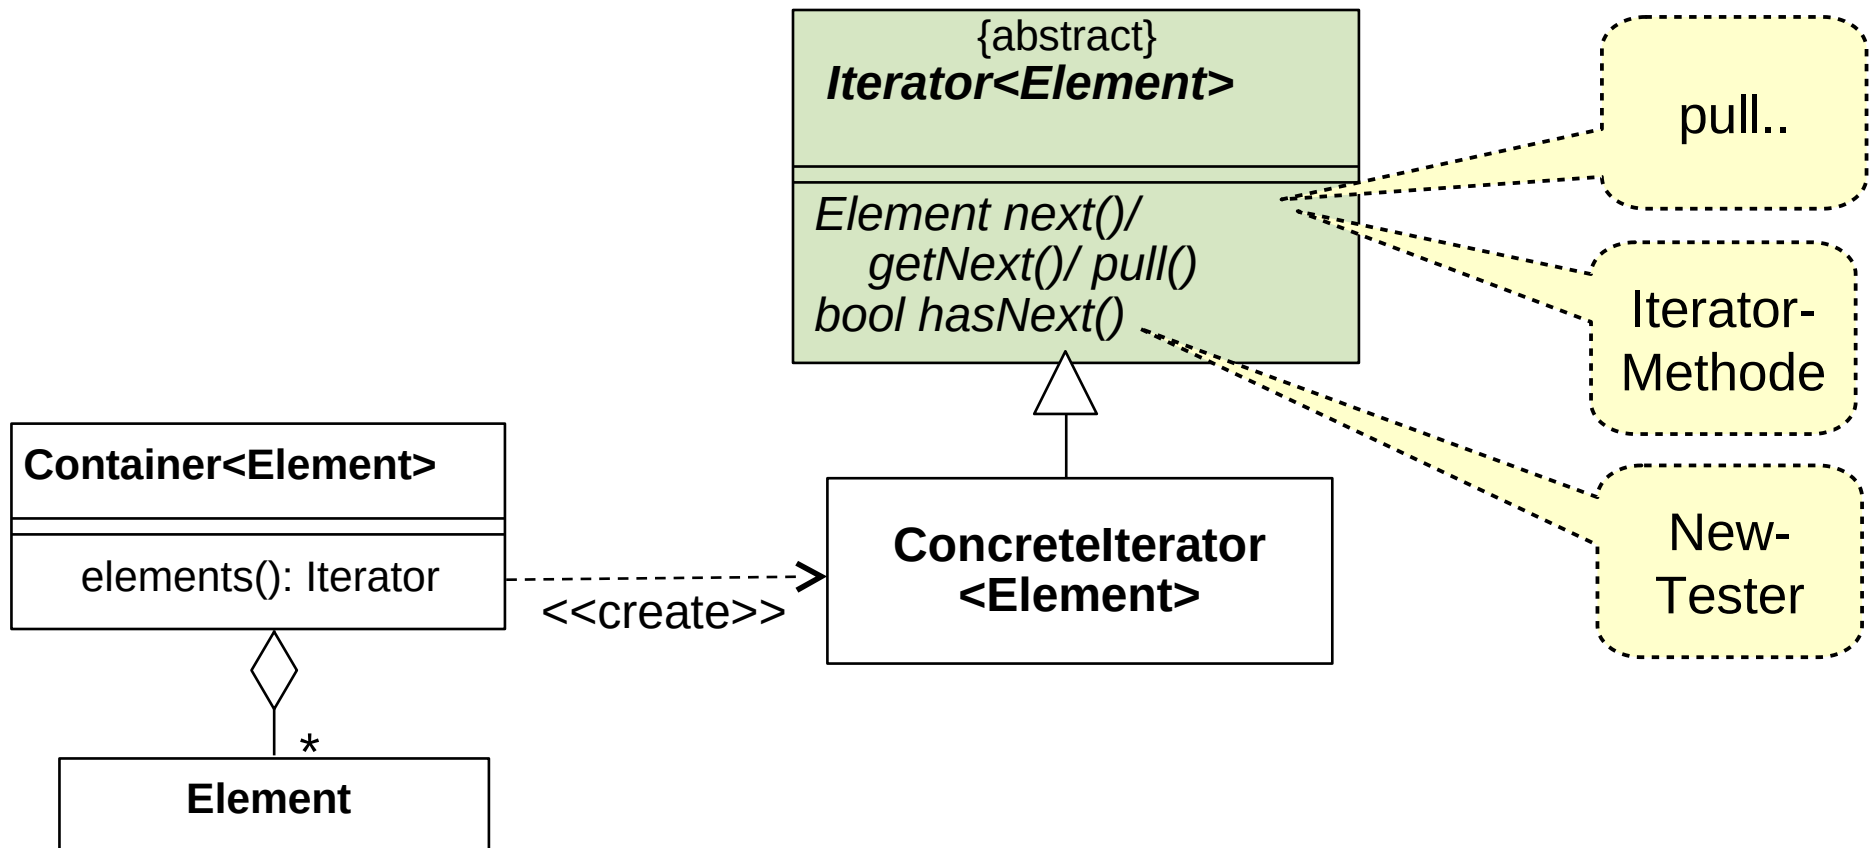 {abstract}
Iterator<Element>
Element next()/
getNext()/ pull()
bool hasNext()
pull..
Iterator-
Methode
New-
Tester
Container<Element>
elements(): Iterator
<<create>>
ConcreteIterator
<Element>
*
Element